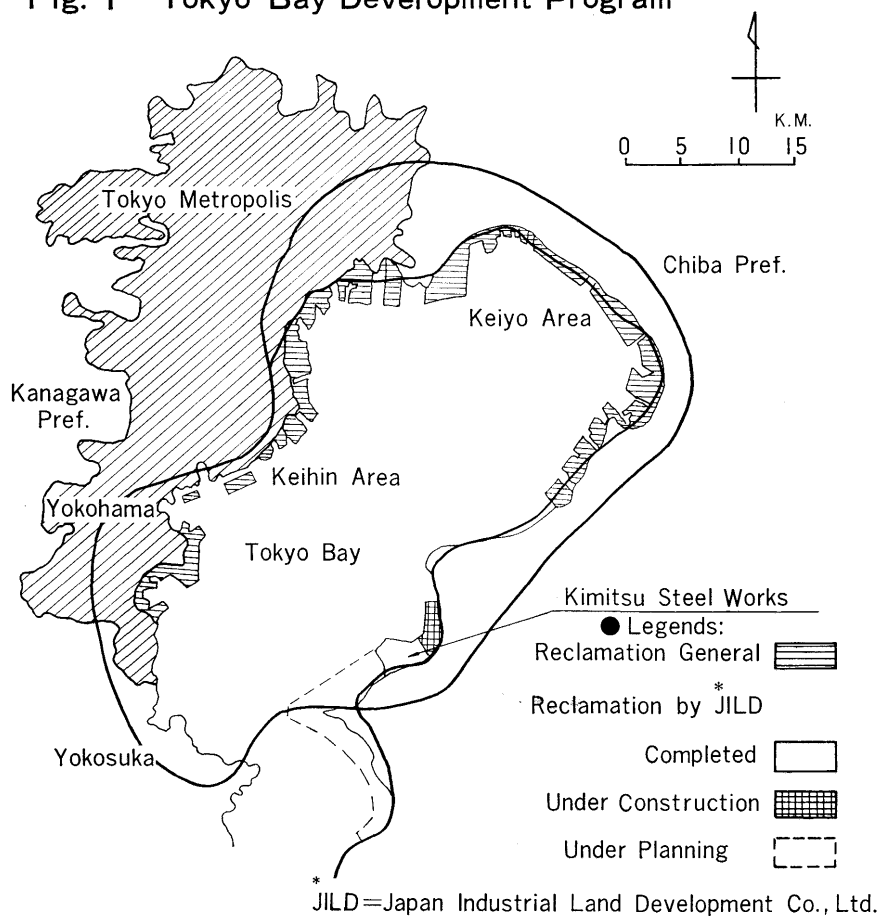 Fig. 1 Tokyo Bay Development Program
K.M.
0 5 10 15
Tokyo Metropolis
Chiba Pref.
Keiyo Area
Kanagawa
Pref.
Keihin Area
Yokohama
Tokyo Bay
Kimitsu Steel Works
● Legends:
Reclamation General
Reclamation by *JILD
Completed
Yokosuka
Under Construction
Under Planning
*JILD=Japan Industrial Land Development Co., Ltd.